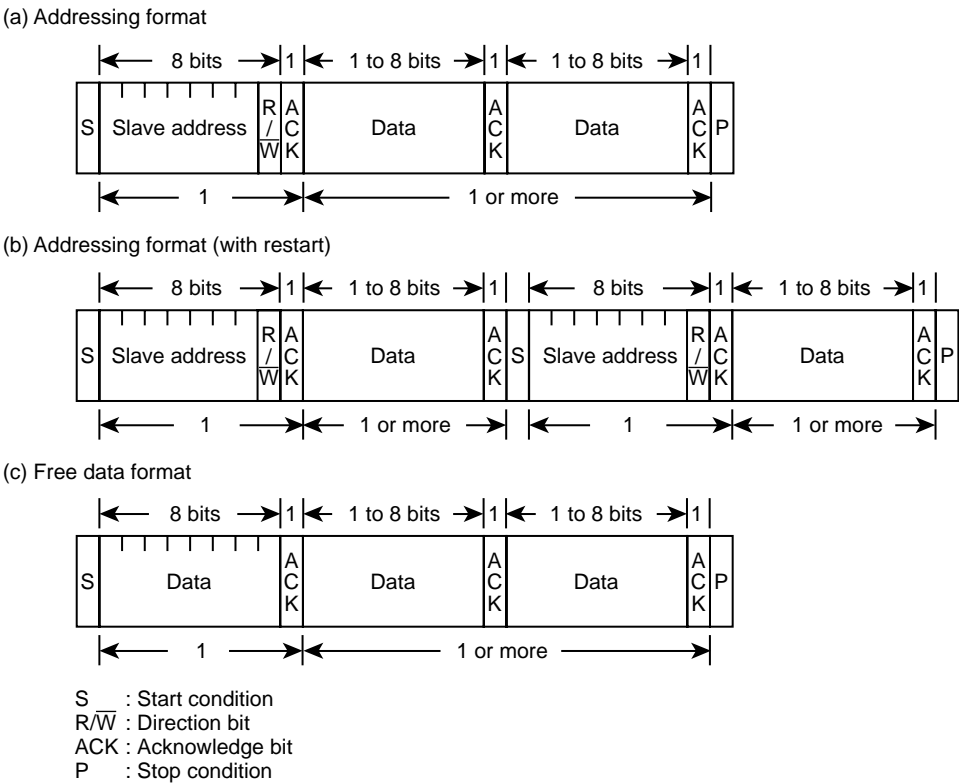 (a) Addressing format
8 bits 1 1 to 8 bits 1 1 to 8 bits 1
S Slave address R/W̅ ACK Data ACK Data ACK P
1 1 or more
(b) Addressing format (with restart)
8 bits 1 1 to 8 bits 1 8 bits 1 1 to 8 bits 1
S Slave address R/W̅ ACK Data ACK S Slave address R/W̅ ACK Data ACK P
1 1 or more 1 1 or more
(c) Free data format
8 bits 1 1 to 8 bits 1 1 to 8 bits 1
S Data ACK Data ACK Data ACK P
1 1 or more
S : Start condition
R/W̅ : Direction bit
ACK : Acknowledge bit
P : Stop condition